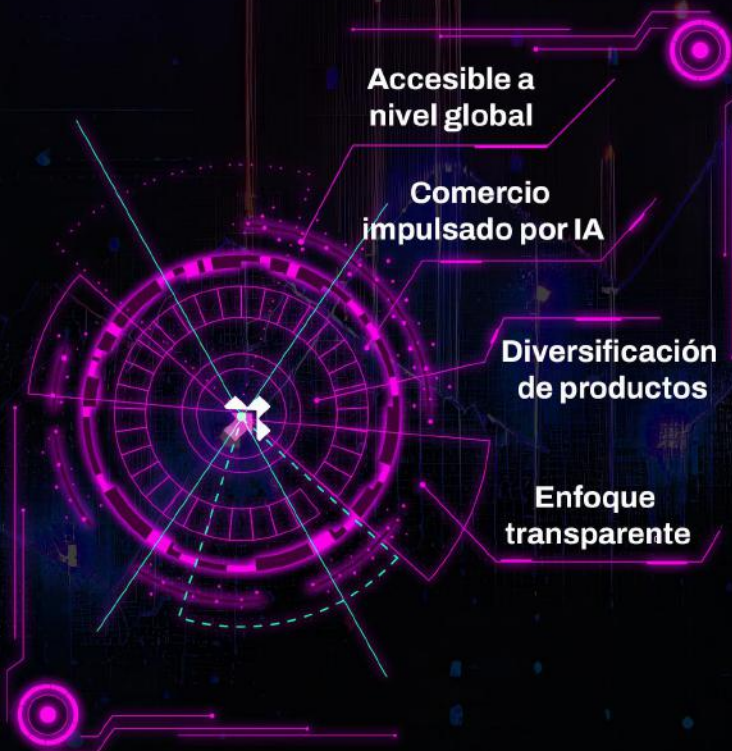 Accesible a
nivel global
Comercio
impulsado por IA
Diversificación
de productos
Enfoque
transparente